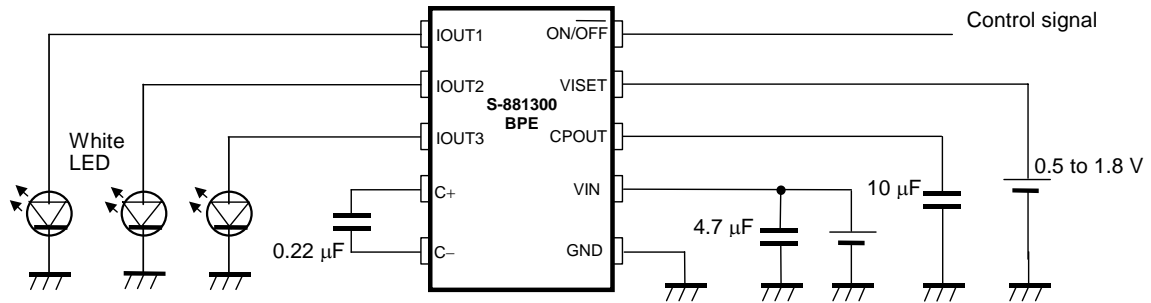 Control signal
IOUT1
ON/OFF
IOUT2
VISET
S-881300
BPE
IOUT3
CPOUT
White
LED
0.5 to 1.8 V
C+
VIN
10 μF
4.7 μF
0.22 μF
C−
GND